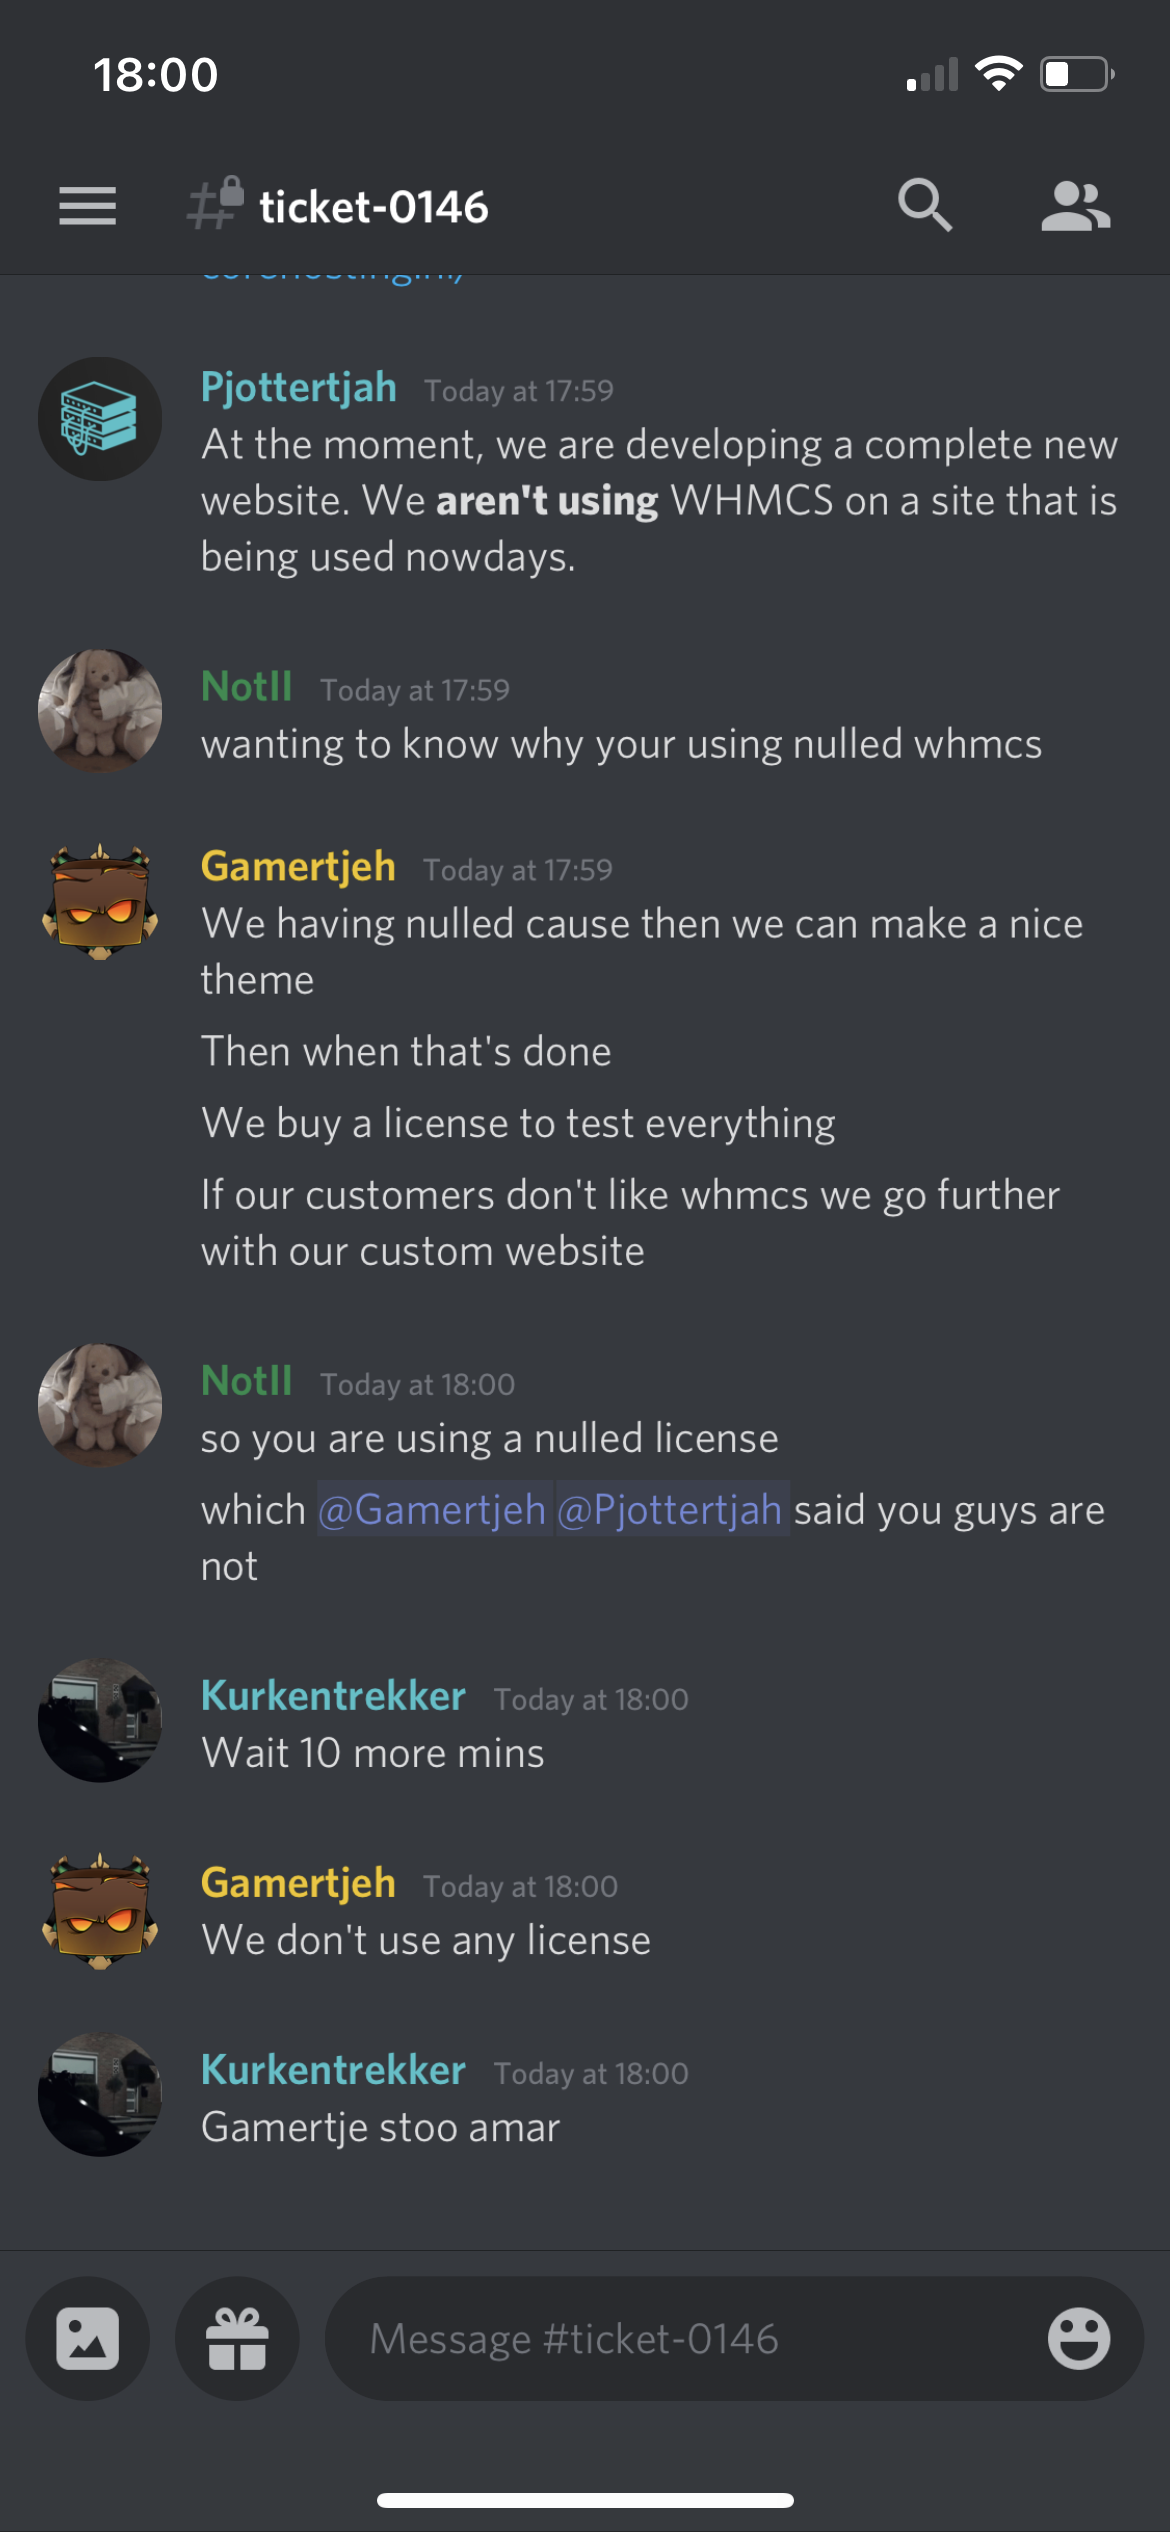 18:00
ticket-0146
Pjottertjah Today at 17:59
At the moment, we are developing a complete new
website. We aren't using WHMCS on a site that is
being used nowdays.
NotII Today at 17:59
wanting to know why your using nulled whmcs
Gamertjeh Today at 17:59
We having nulled cause then we can make a nice
theme
Then when that's done
We buy a license to test everything
If our customers don't like whmcs we go further
with our custom website
NotII Today at 18:00
so you are using a nulled license
which @Gamertjeh @Pjottertjah said you guys are
not
Kurkentrekker Today at 18:00
Wait 10 more mins
Gamertjeh Today at 18:00
We don't use any license
Kurkentrekker Today at 18:00
Gamertje stoo amar
Message #ticket-0146